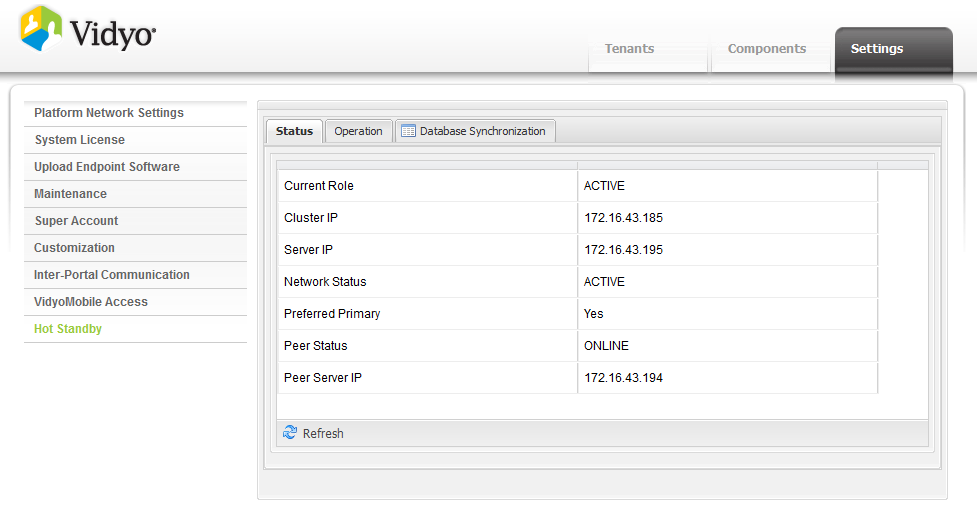 Vidyo
Tenants
Components
Settings
Platform Network Settings
System License
Upload Endpoint Software
Maintenance
Super Account
Customization
Inter-Portal Communication
VidyoMobile Access
Hot Standby
Status Operation Database Synchronization
Current Role ACTIVE
Cluster IP 172.16.43.185
Server IP 172.16.43.195
Network Status ACTIVE
Preferred Primary Yes
Peer Status ONLINE
Peer Server IP 172.16.43.194
Refresh